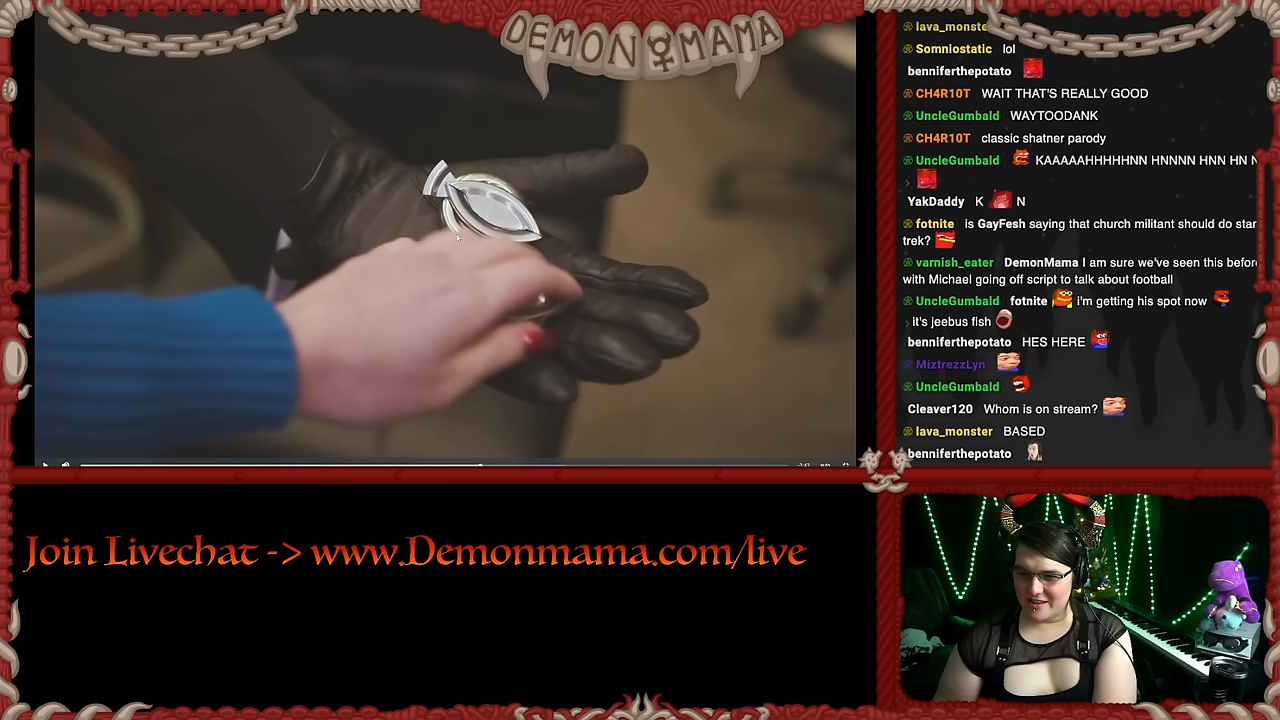 DEMON MAMA
lava_monste
Somniostatic lol
benniferthepotato
CH4R10T WAIT THAT'S REALLY GOOD
UncleGumbald WAYTOODANK
CH4R10T classic shatner parody
UncleGumbald KAAAAAHHHHHNN HNNNN HNN HN N
YakDaddy K N
fotnite is GayFesh saying that church militant should do star
trek?
varnish_eater DemonMama I am sure we've seen this before
with Michael going off script to talk about football
UncleGumbald fotnite i'm getting his spot now
it's jeebus fish
benniferthepotato HES HERE
MiztrezzLyn
UncleGumbald
Cleaver120 Whom is on stream?
lava_monster BASED
benniferthepotato
Join Livechat -> www.Demonmama.com/live